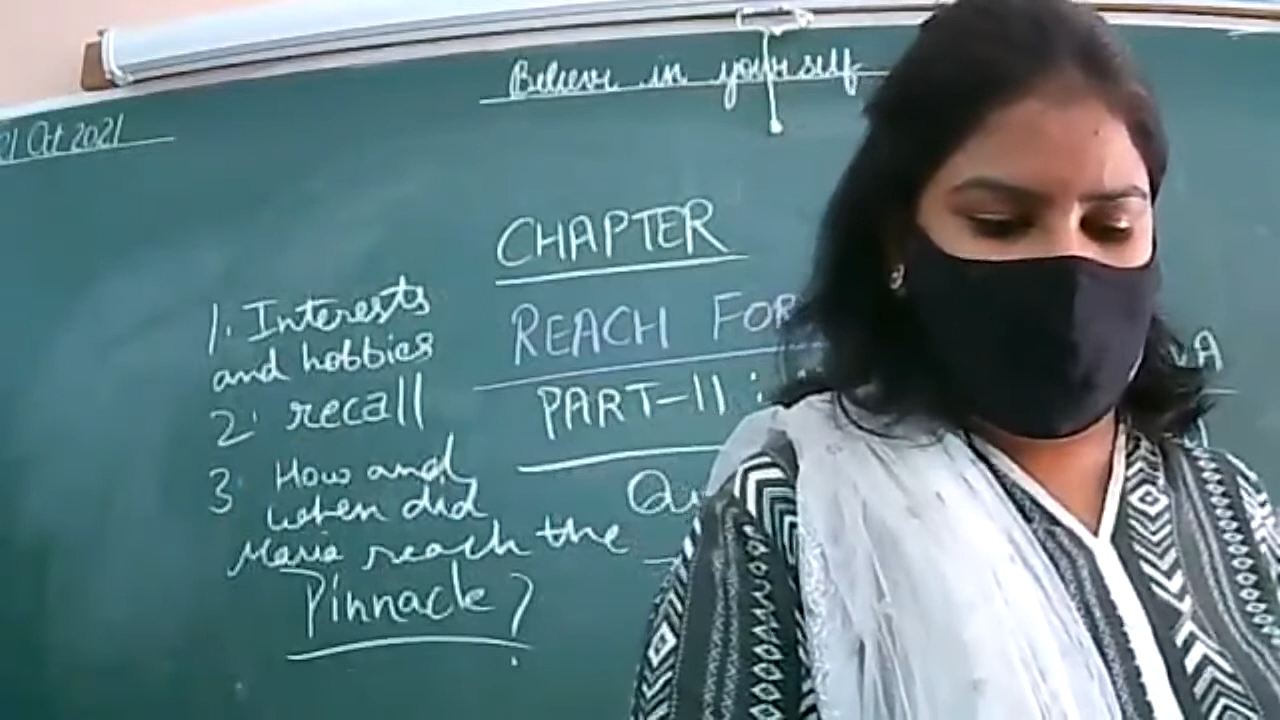 21 Oct 2021
Believe in yourself
CHAPTER
REACH FOR
PART-II :
1. Interests
and hobbies
2. recall
3. How and
when did
Maria reach the
Pinnacle?